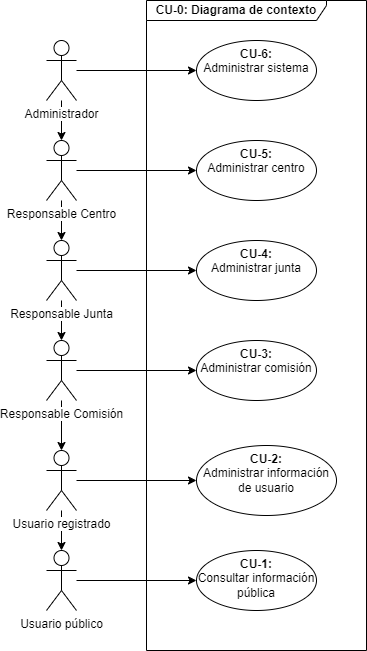 CU-0: Diagrama de contexto
CU-6:
Administrar sistema
Administrador
CU-5:
Administrar centro
Responsable Centro
CU-4:
Administrar junta
Responsable Junta
CU-3:
Administrar comisión
Responsable Comisión
CU-2:
Administrar información
de usuario
Usuario registrado
CU-1:
Consultar información
pública
Usuario público